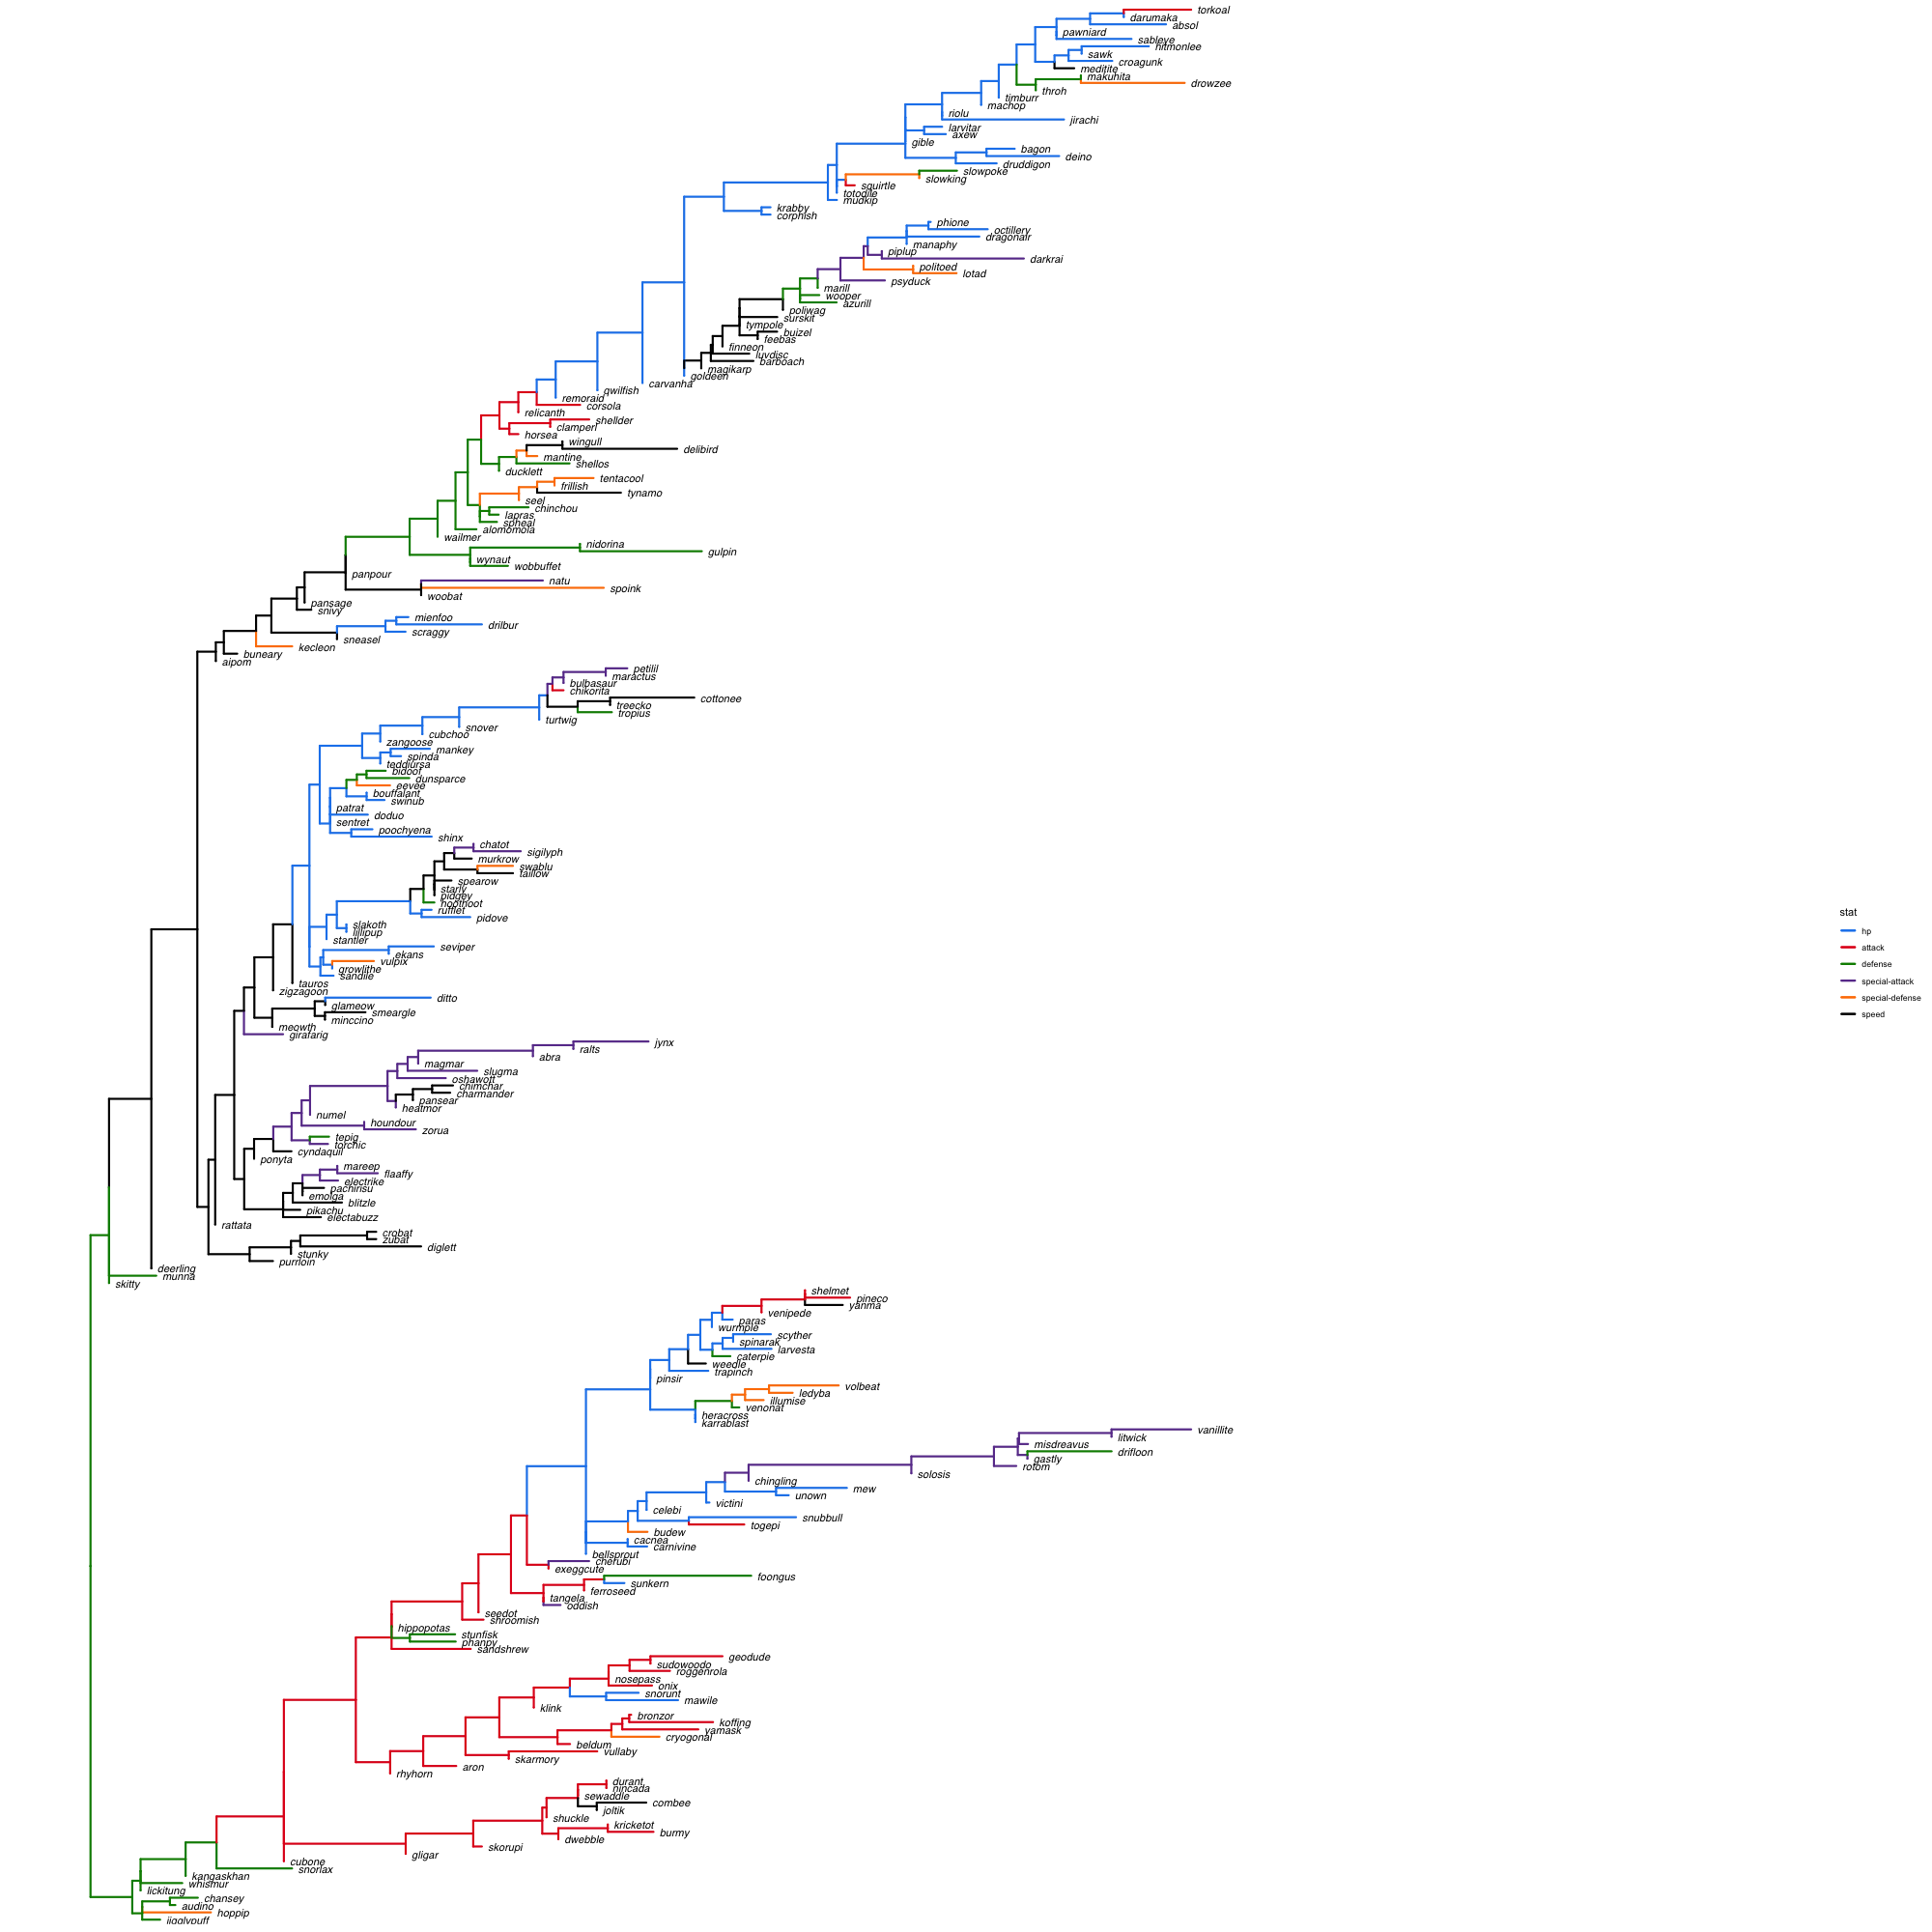 torkoal
darumaka
absol
pawniard
sableye
hitmonlee
sawk
croagunk
meditite
makuhita
drowzee
throh
timburr
machop
riolu
jirachi
larvitar
axew
gible
bagon
deino
druddigon
slowpoke
slowking
squirtle
totodile
mudkip
krabby
corphish
phione
octillery
dragonair
manaphy
piplup
darkrai
politoed
lotad
psyduck
marill
wooper
azurill
poliwag
surskit
tympole
buizel
feebas
finneon
luvdisc
barboach
magikarp
goldeen
carvanha
qwilfish
remoraid
corsola
relicanth
shellder
clamperl
horsea
wingull
delibird
mantine
shellos
ducklett
tentacool
frillish
tynamo
seel
chinchou
lapras
spheal
alomomola
wailmer
nidorina
gulpin
wynaut
wobbuffet
panpour
natu
spoink
woobat
pansage
snivy
mienfoo
drilbur
scraggy
sneasel
kecleon
buneary
aipom
petilil
maractus
bulbasaur
chikorita
cottonee
treecko
tropius
turtwig
snover
cubchoo
zangoose
mankey
spinda
teddiursa
bidoof
dunsparce
eevee
bouffalant
swinub
patrat
doduo
sentret
poochyena
shinx
chatot
sigilyph
murkrow
swablu
taillow
spearow
starly
pidgey
hoothoot
rufflet
pidove
slakoth
lillipup
stantler
seviper
ekans
vulpix
growlithe
sandile
tauros
zigzagoon
ditto
glameow
smeargle
minccino
meowth
girafarig
jynx
ralts
abra
magmar
slugma
oshawott
chimchar
charmander
pansear
heatmor
numel
houndour
zorua
tepig
torchic
cyndaquil
ponyta
mareep
flaaffy
electrike
pachirisu
emolga
blitzle
pikachu
electabuzz
rattata
crobat
zubat
diglett
stunky
purrloin
deerling
munna
skitty
shelmet
pineco
yanma
venipede
paras
wurmple
scyther
spinarak
larvesta
caterpie
weedle
trapinch
pinsir
volbeat
ledyba
illumise
venonat
heracross
karrablast
vanillite
litwick
misdreavus
drifloon
gastly
rotom
solosis
chingling
mew
unown
victini
celebi
snubbull
togepi
budew
cacnea
carnivine
bellsprout
cherubi
exeggcute
foongus
sunkern
ferroseed
tangela
oddish
seedot
shroomish
hippopotas
stunfisk
phanpy
sandshrew
geodude
sudowoodo
roggenrola
nosepass
onix
snorunt
mawile
klink
bronzor
koffing
yamask
cryogonal
beldum
vullaby
skarmory
aron
rhyhorn
durant
nincada
sewaddle
combee
joltik
shuckle
kricketot
burmy
dwebble
skorupi
gligar
cubone
snorlax
kangaskhan
whismur
lickitung
chansey
audino
hoppip
jigglypuff
stat
hp
attack
defense
special-attack
special-defense
speed